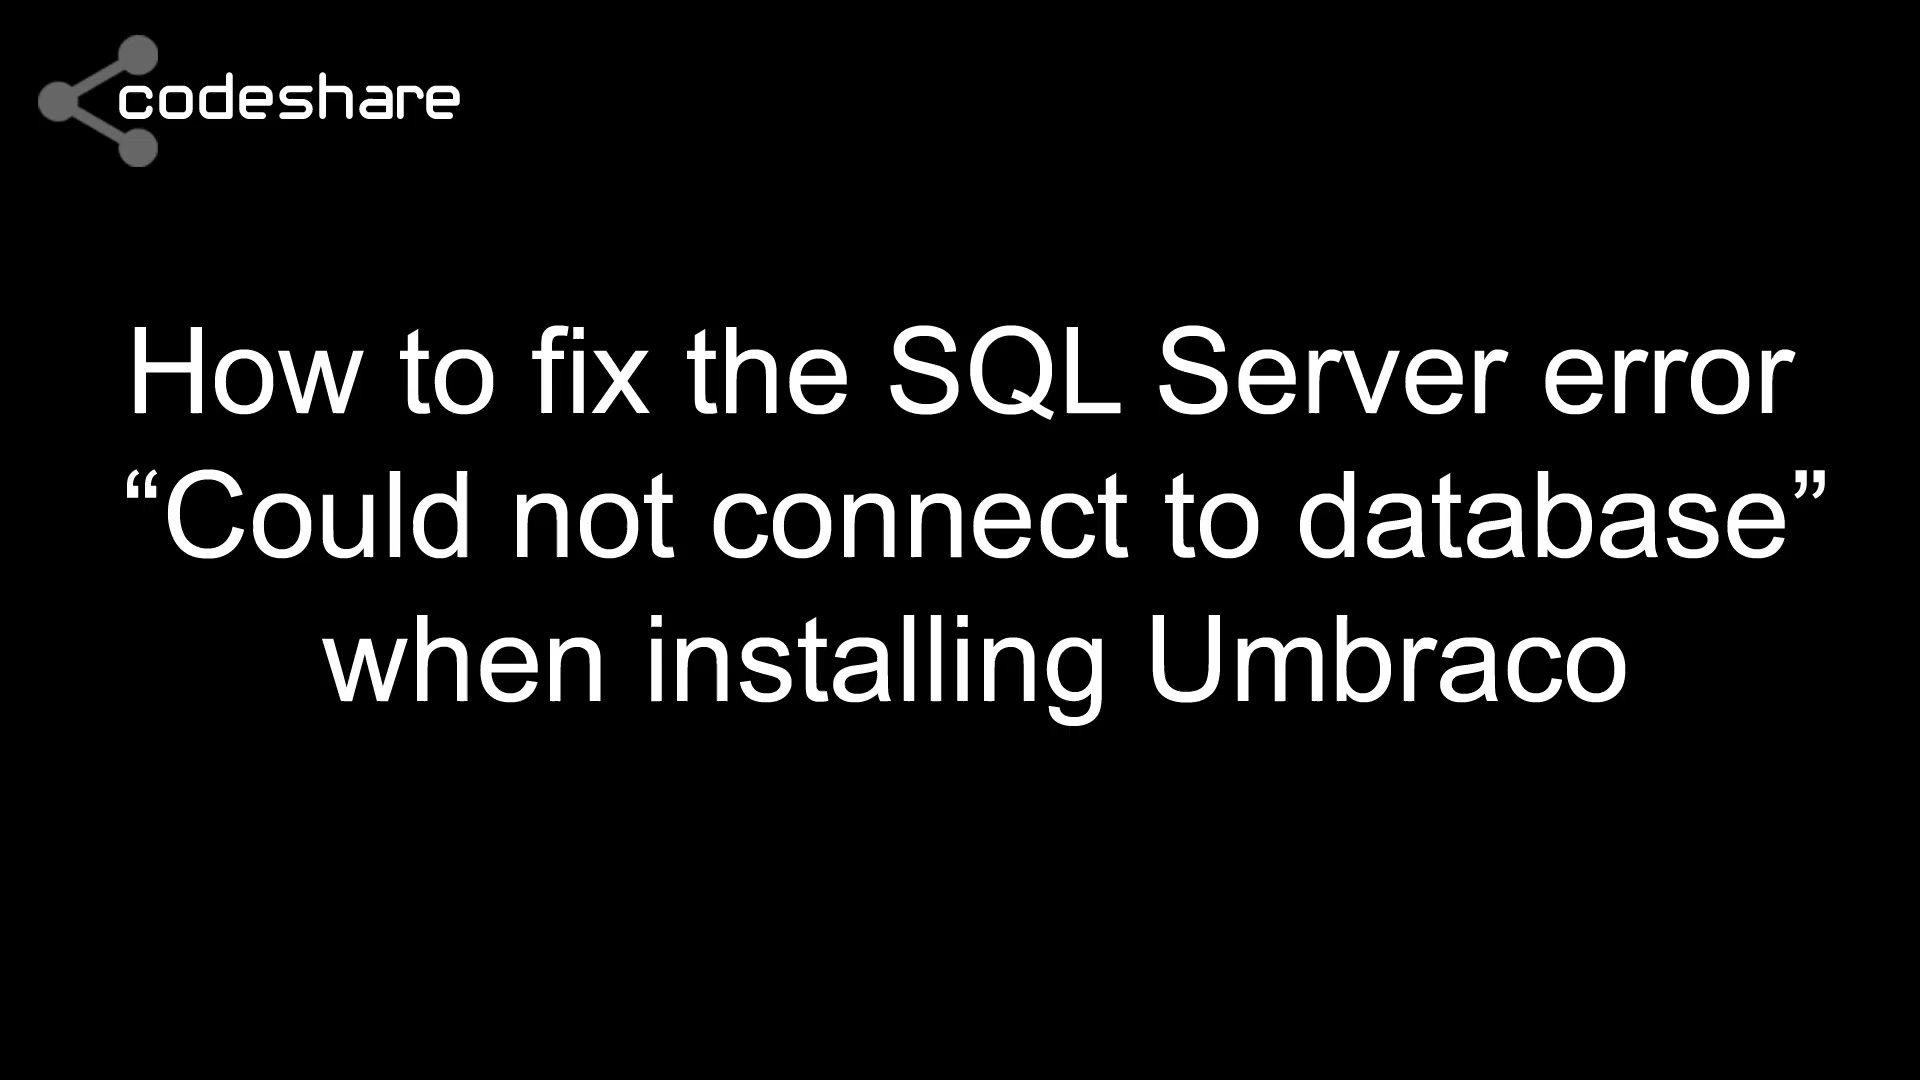 codeshare
How to fix the SQL Server error
“Could not connect to database”
when installing Umbraco